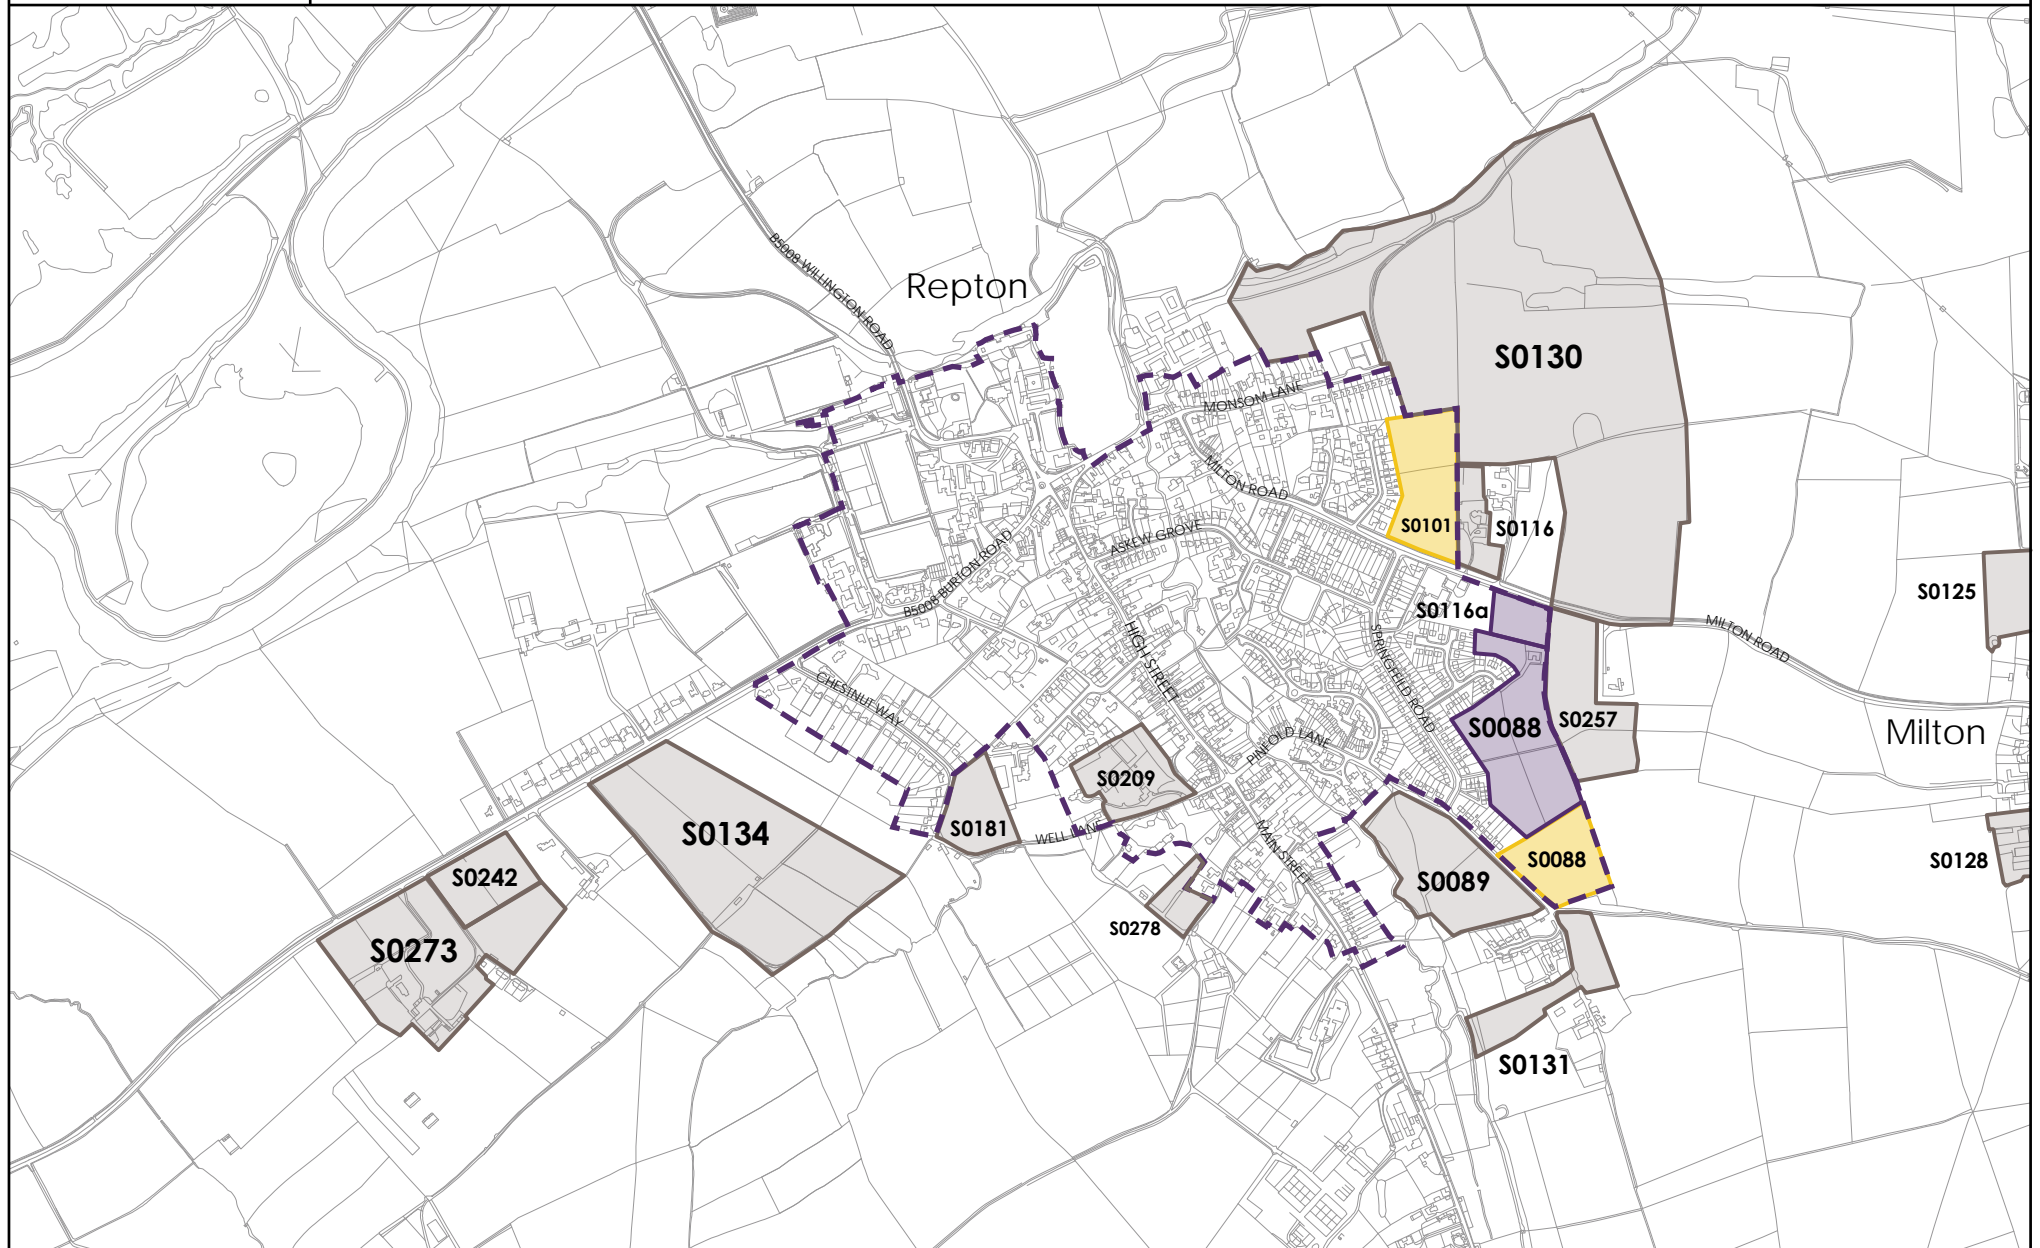 B5008 WILLINGTON ROAD
Repton
S0130
MONSOM LANE
MILTON ROAD
S0101
S0116
ASKEW GROVE
B5008 BURTON ROAD
S0125
S0116a
MILTON ROAD
HIGH STREET
SPRINGFEILD ROAD
CHESTNUT WAY
S0088
S0257
Milton
PINFOLD LANE
S0209
S0134
S0181
WELL LANE
MAIN STREET
S0088
S0128
S0242
S0089
S0278
S0273
S0131